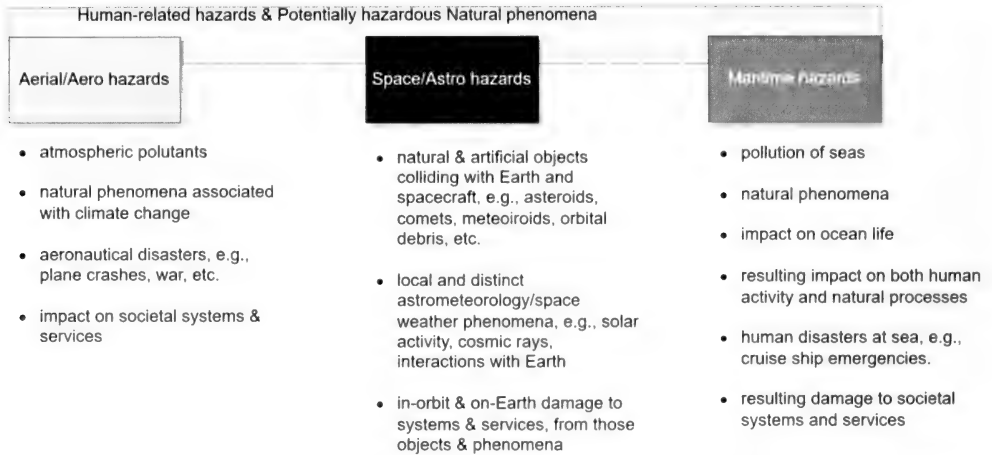 Human-related hazards & Potentially hazardous Natural phenomena
Aerial/Aero hazards
• atmospheric polutants
• natural phenomena associated
with climate change
• aeronautical disasters, e.g.,
plane crashes, war, etc.
• impact on societal systems &
services
Space/Astro hazards
• natural & artificial objects
colliding with Earth and
spacecraft, e.g., asteroids,
comets, meteoiroids, orbital
debris, etc.
• local and distinct
astrometeorology/space
weather phenomena, e.g., solar
activity, cosmic rays,
interactions with Earth
• in-orbit & on-Earth damage to
systems & services, from those
objects & phenomena
Maritime hazards
• pollution of seas
• natural phenomena
• impact on ocean life
• resulting impact on both human
activity and natural processes
• human disasters at sea, e.g.,
cruise ship emergencies.
• resulting damage to societal
systems and services